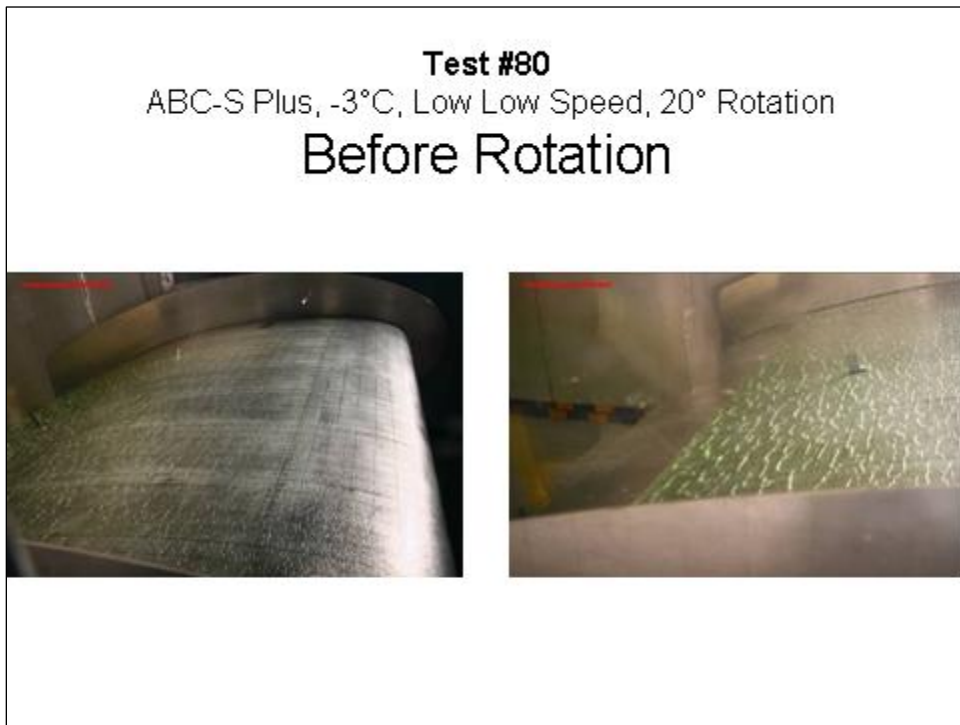 Test #80
ABC-S Plus, -3°C, Low Low Speed, 20° Rotation
Before Rotation